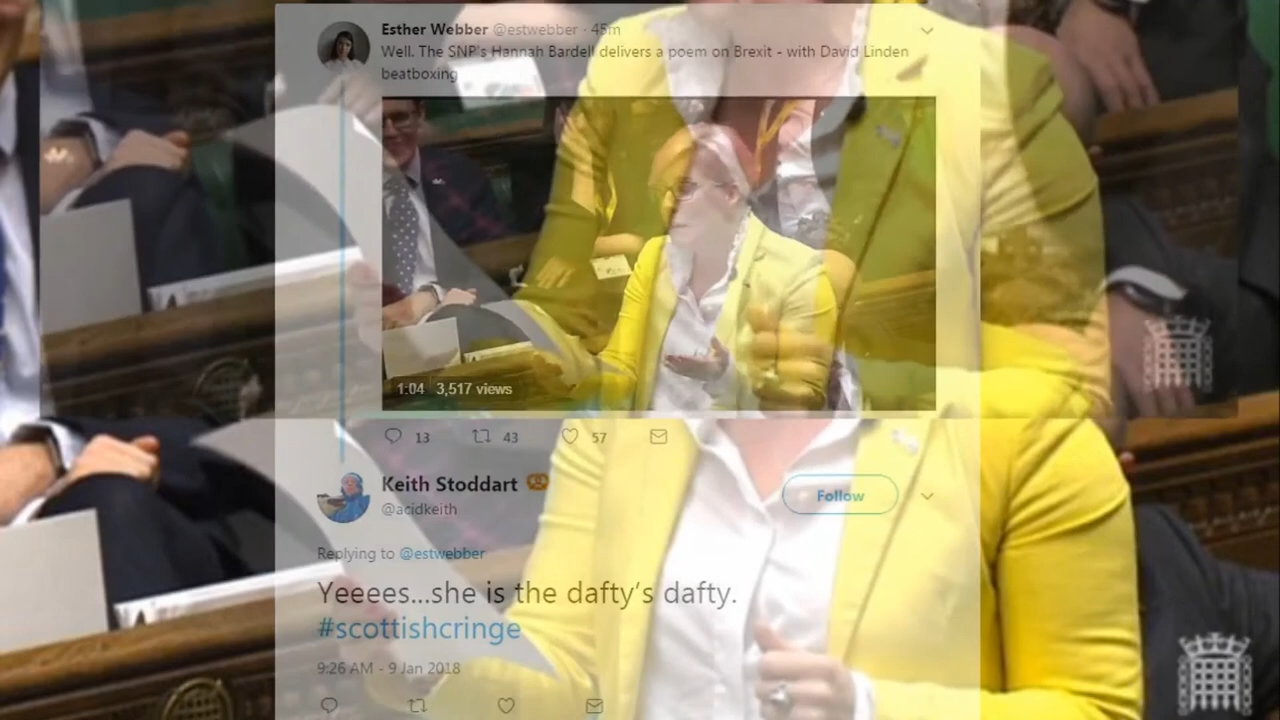 Esther Webber @estwebber · 45m
Well. The SNP's Hannah Bardell delivers a poem on Brexit - with David Linden
beatboxing
1:04 3,517 views
13 43 57
Keith Stoddart
@acidkeith
Follow
Replying to @estwebber
Yeeees...she is the dafty's dafty.
#scottishcringe
9:26 AM - 9 Jan 2018